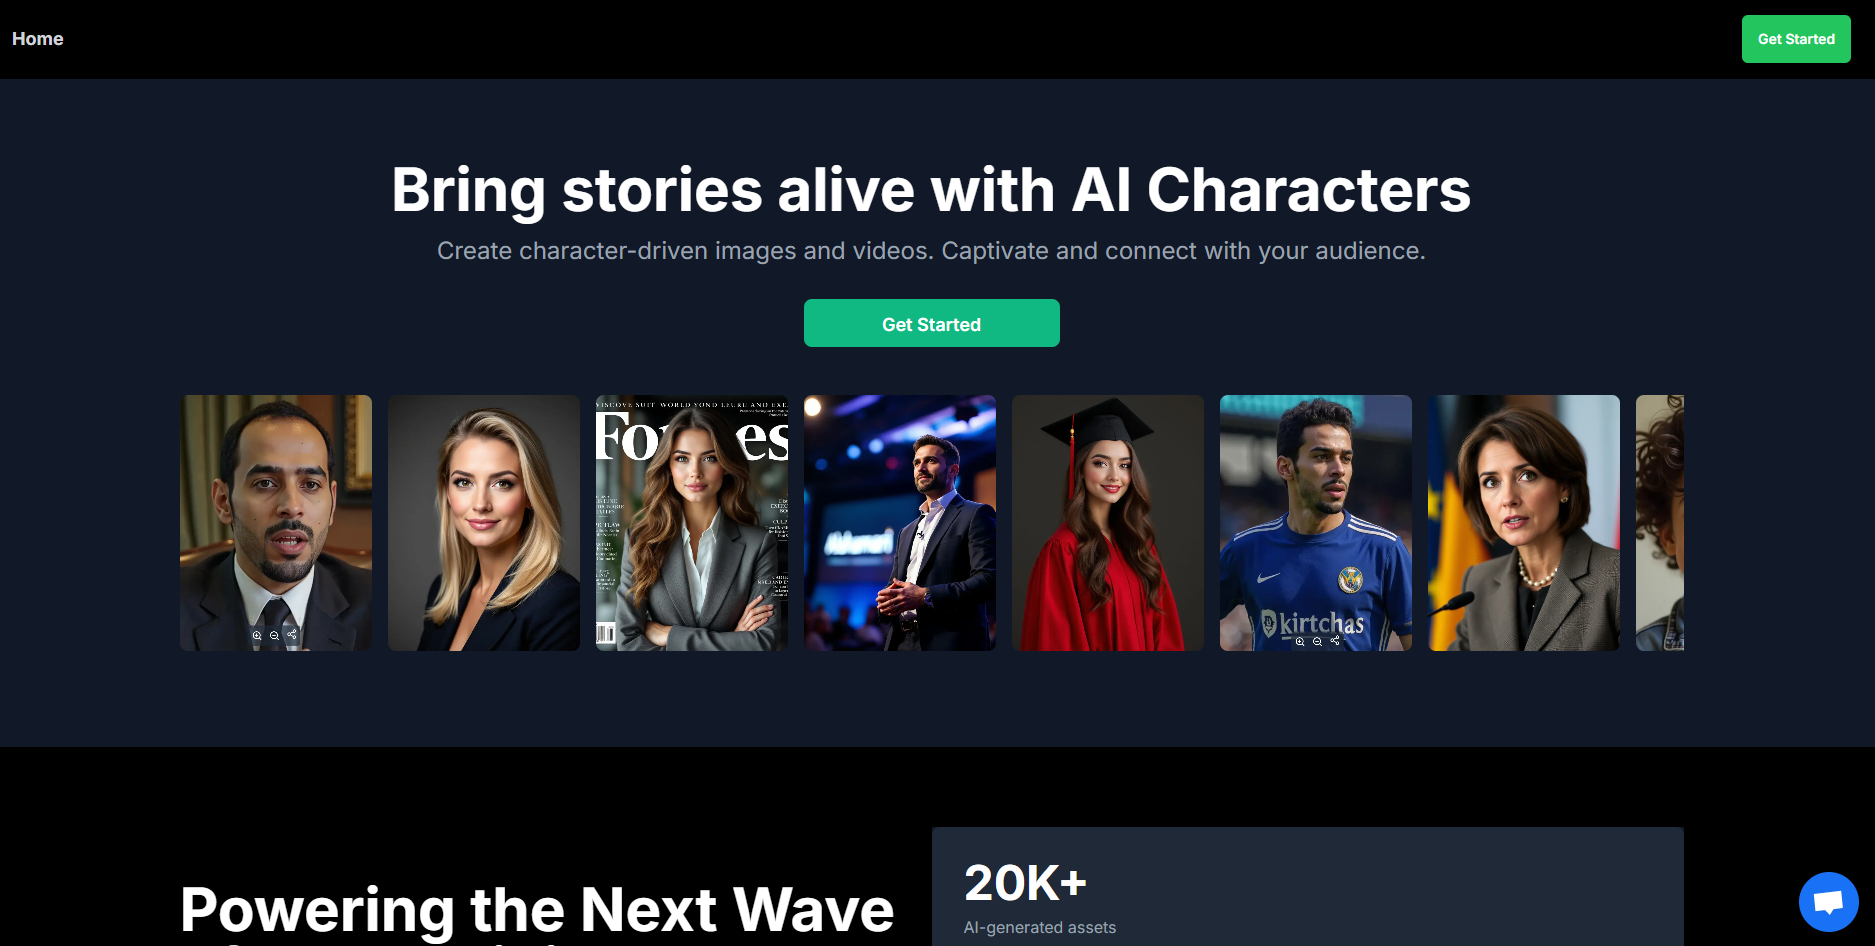 Home
Get Started
Bring stories alive with AI Characters
Create character-driven images and videos. Captivate and connect with your audience.
Get Started
Fo es
kirtchas
Powering the Next Wave
20K+
AI-generated assets